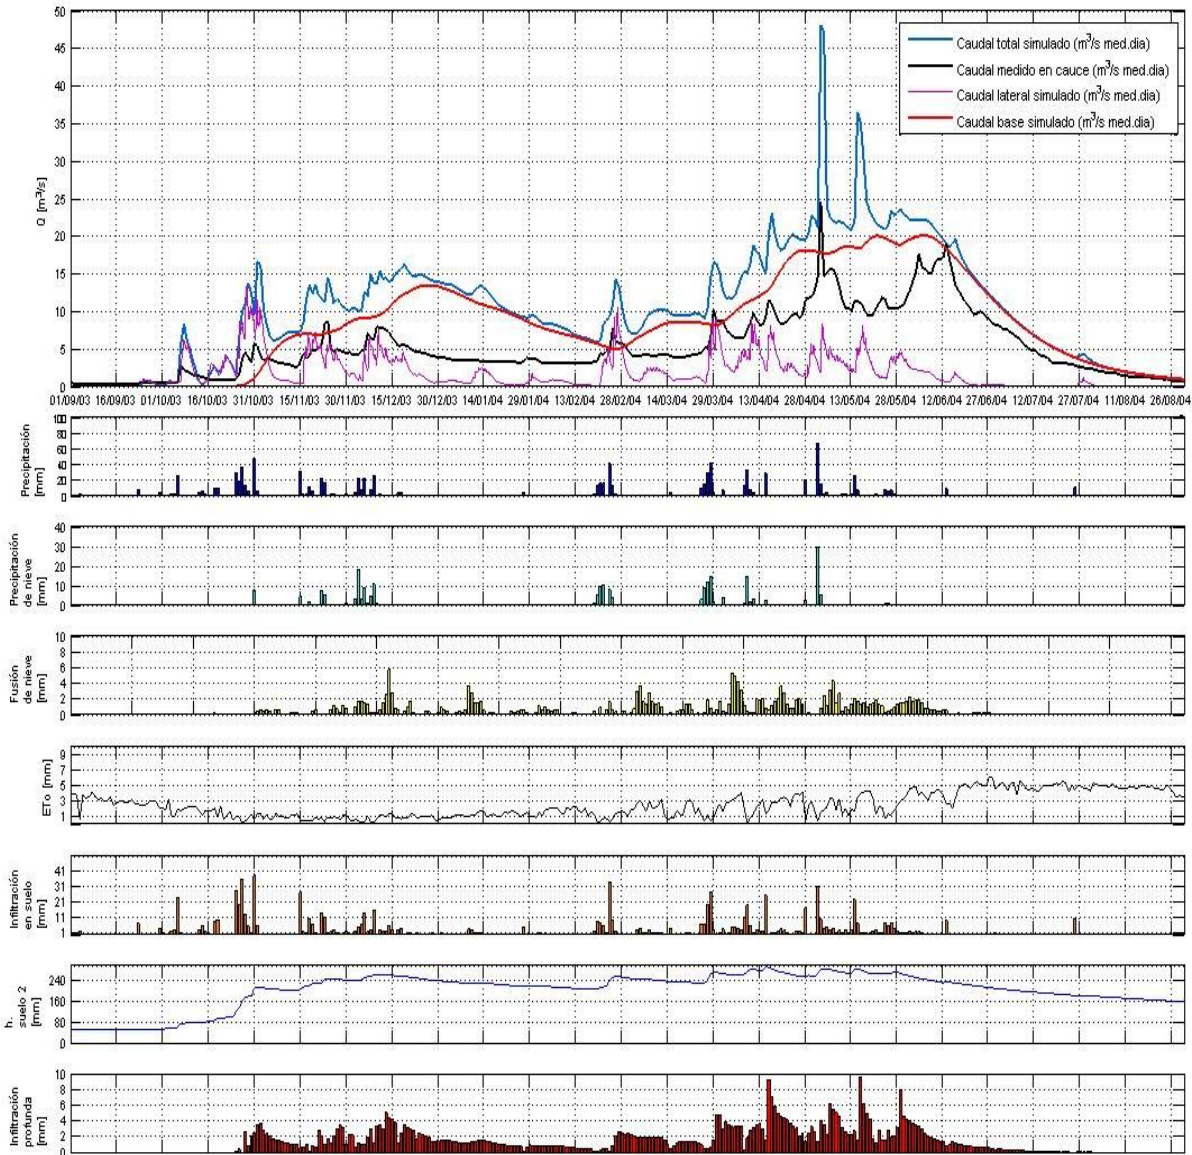 50
45
40
35
30
25
20
15
10
5
0
Q [m³/s]
Caudal total simulado (m³/s med.dia)
Caudal medido en cauce (m³/s med.dia)
Caudal lateral simulado (m³/s med.dia)
Caudal base simulado (m³/s med.dia)
01/09/03 16/09/03 01/10/03 16/10/03 31/10/03 15/11/03 30/11/03 15/12/03 30/12/03 14/01/04 29/01/04 13/02/04 28/02/04 14/03/04 29/03/04 13/04/04 28/04/04 13/05/04 28/05/04 12/06/04 27/06/04 12/07/04 27/07/04 11/08/04 26/08/04
Precipitación
[mm]
100
80
60
40
20
0
Precipitación
de nieve
[mm]
40
30
20
10
0
Fusión
de nieve
[mm]
10
8
6
4
2
0
ETo [mm]
9
7
5
3
1
Infiltración
en suelo
[mm]
41
31
21
11
1
h.
suelo 2
[mm]
240
160
80
0
Infiltración
profunda
[mm]
10
8
6
4
2
0